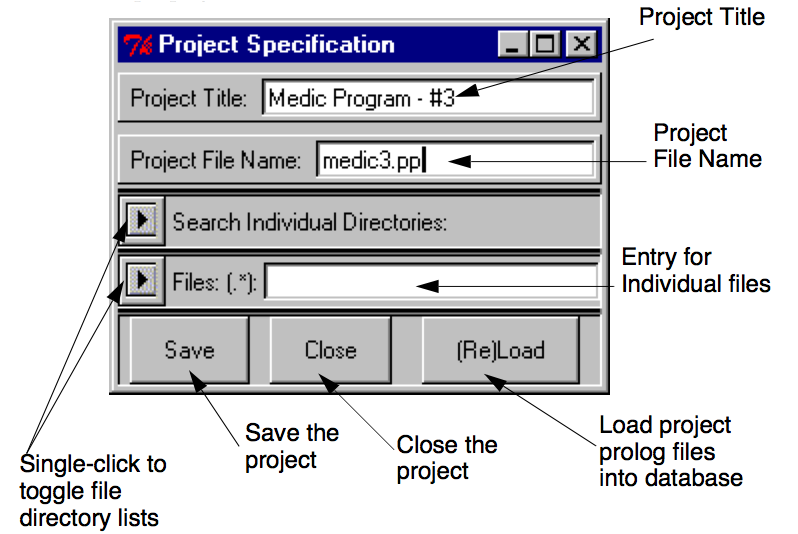 Project Title
7k Project Specification
Project Title: Medic Program - #3
Project
File Name
Project File Name: medic3.pp
Search Individual Directories:
Entry for
Individual files
Files: (.*):
Save Close (Re)Load
Save the
project
Close the
project
Load project
prolog files
into database
Single-click to
toggle file
directory lists